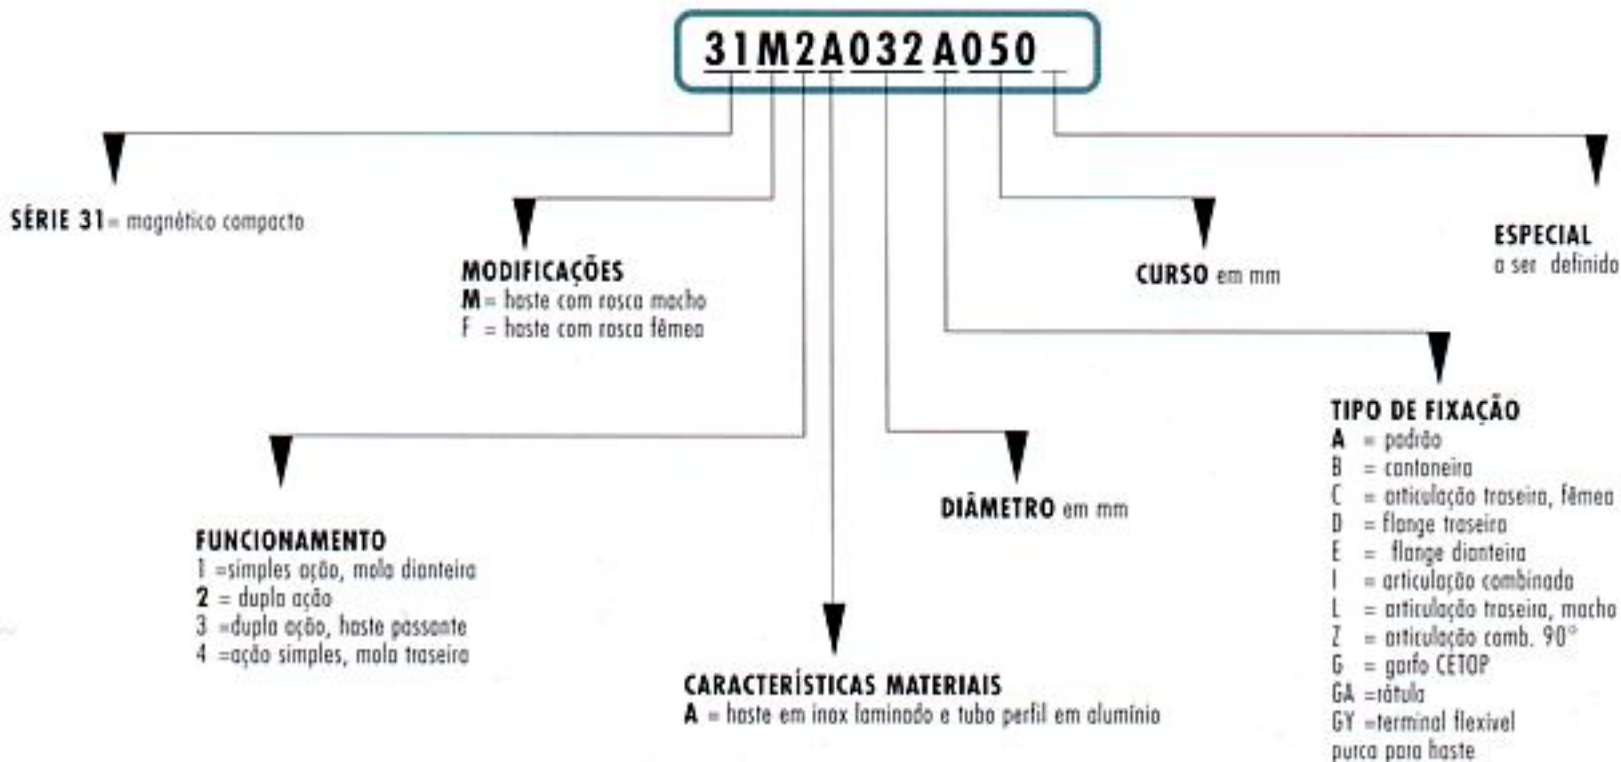 31M2A032A050_
SÉRIE 31= magnético compacto
MODIFICAÇÕES
M= haste com rosca macho
F = haste com rosca fêmea
CURSO em mm
ESPECIAL
a ser definido
FUNCIONAMENTO
1 =simples ação, mola dianteira
2 = dupla ação
3 =dupla ação, haste passante
4 =ação simples, mola traseira
CARACTERÍSTICAS MATERIAIS
A = haste em inox laminado e tubo perfil em alumínio
DIÂMETRO em mm
TIPO DE FIXAÇÃO
A = padrão
B = cantoneira
C = articulação traseira, fêmea
D = flange traseira
E = flange dianteira
I = articulação combinada
L = articulação traseira, macho
Z = articulação comb. 90°
G = garfo CETOP
GA =rótula
GY =terminal flexível
para haste